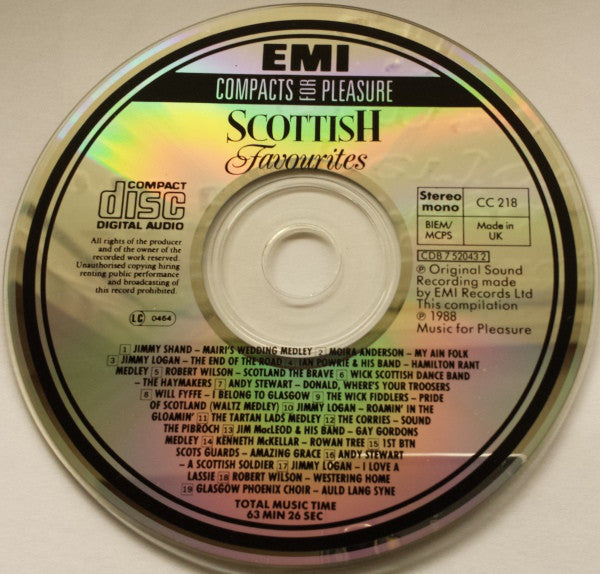 EMI
COMPACTS FOR PLEASURE
SCOTTISH
Favourites
COMPACT
disc
DIGITAL AUDIO
All rights of the producer
and of the owner of the
recorded work reserved.
Unauthorised copying hiring
renting public performance
and broadcasting of
this record prohibited.
LC 0464
Stereo
mono
CC 218
BIEM/
MCPS
Made in
UK
CDB 7 52043 2
℗ Original Sound
Recording made
by EMI Records Ltd
This compilation
℗ 1988
Music for Pleasure
1 JIMMY SHAND – MAIRI'S WEDDING MEDLEY 2 MOIRA ANDERSON – MY AIN FOLK
3 JIMMY LOGAN – THE END OF THE ROAD 4 IAN POWRIE & HIS BAND – HAMILTON RANT
MEDLEY 5 ROBERT WILSON – SCOTLAND THE BRAVE 6 WICK SCOTTISH DANCE BAND
– THE HAYMAKERS 7 ANDY STEWART – DONALD, WHERE'S YOUR TROOSERS
8 WILL FYFFE – I BELONG TO GLASGOW 9 THE WICK FIDDLERS – PRIDE
OF SCOTLAND (WALTZ MEDLEY) 10 JIMMY LOGAN – ROAMIN' IN THE
GLOAMIN' 11 THE TARTAN LADS MEDLEY 12 THE CORRIES – SOUND
THE PIBROCH 13 JIM MacLEOD & HIS BAND – GAY GORDONS
MEDLEY 14 KENNETH McKELLAR – ROWAN TREE 15 1ST BTN
SCOTS GUARDS – AMAZING GRACE 16 ANDY STEWART
– A SCOTTISH SOLDIER 17 JIMMY LOGAN – I LOVE A
LASSIE 18 ROBERT WILSON – WESTERING HOME
19 GLASGOW PHOENIX CHOIR – AULD LANG SYNE
TOTAL MUSIC TIME
63 MIN 26 SEC